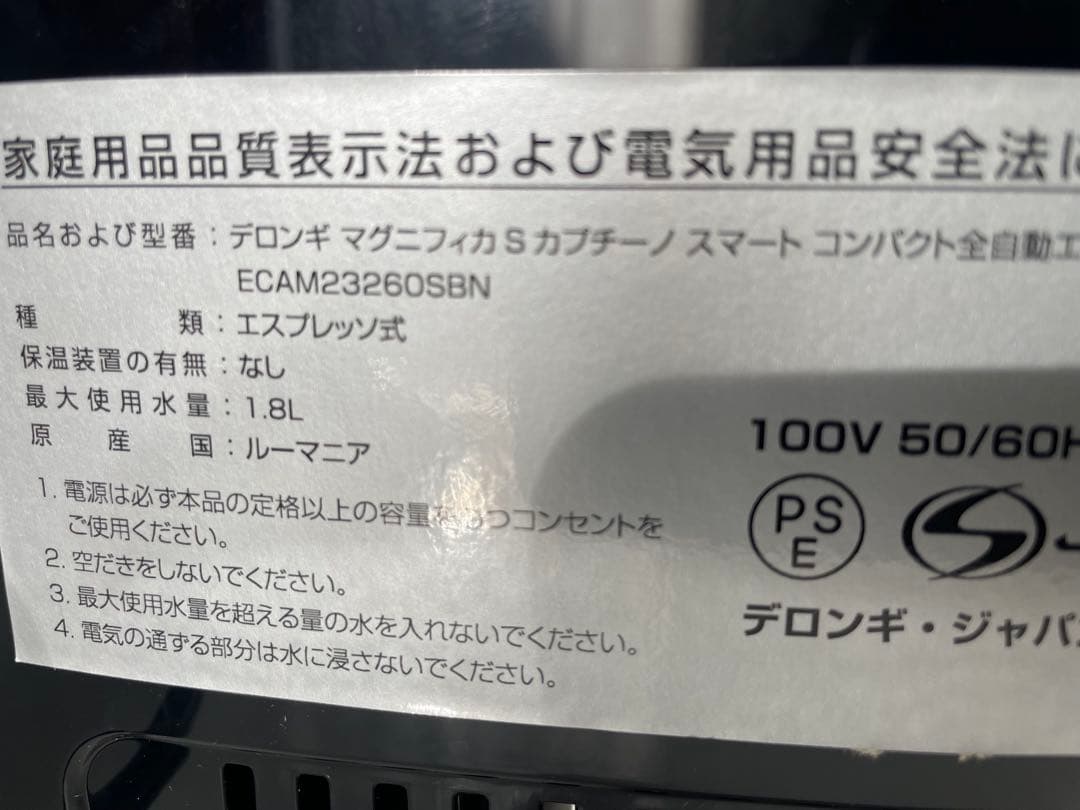 家庭用品品質表示法および電気用品安全法に
品名および型番：デロンギ マグニフィカ S カプチーノ スマート コンパクト全自動エ
ECAM23260SBN
種類：エスプレッソ式
保温装置の有無：なし
最大使用水量：1.8L
原産国：ルーマニア
100V 50/60H
1. 電源は必ず本品の定格以上の容量をもつコンセントを
ご使用ください。
PS
E
2. 空だきをしないでください。
3. 最大使用水量を超える量の水を入れないでください。
デロンギ・ジャパン
4. 電気の通ずる部分は水に浸さないでください。